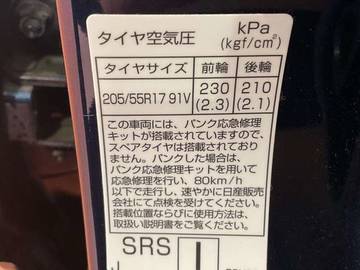 タイヤ空気圧 kPa
(kgf/cm²)
タイヤサイズ 前輪 後輪
205/55R17 91V 230 210
(2.3) (2.1)
この車両には、パンク応急修理
キットが搭載されていますので、
スペアタイヤは搭載されており
ません。パンクした場合は、
パンク応急修理キットを用いて
応急修理を行い、80km/h
以下で走行し、速やかに日産販売
会社にて点検を受けてください。
搭載位置ならびに使用方法は、
取扱い説明書をご覧ください。
SRS